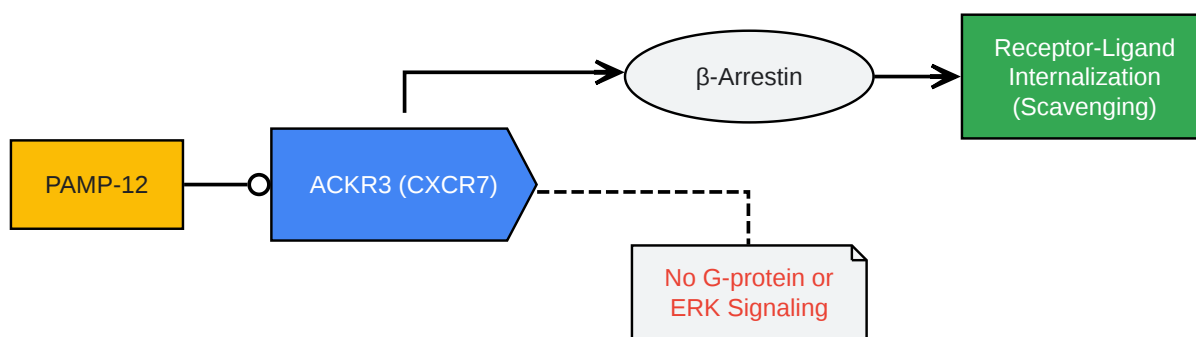 PAMP-12
ACKR3 (CXCR7)
β-Arrestin
Receptor-Ligand
Internalization
(Scavenging)
No G-protein or
ERK Signaling